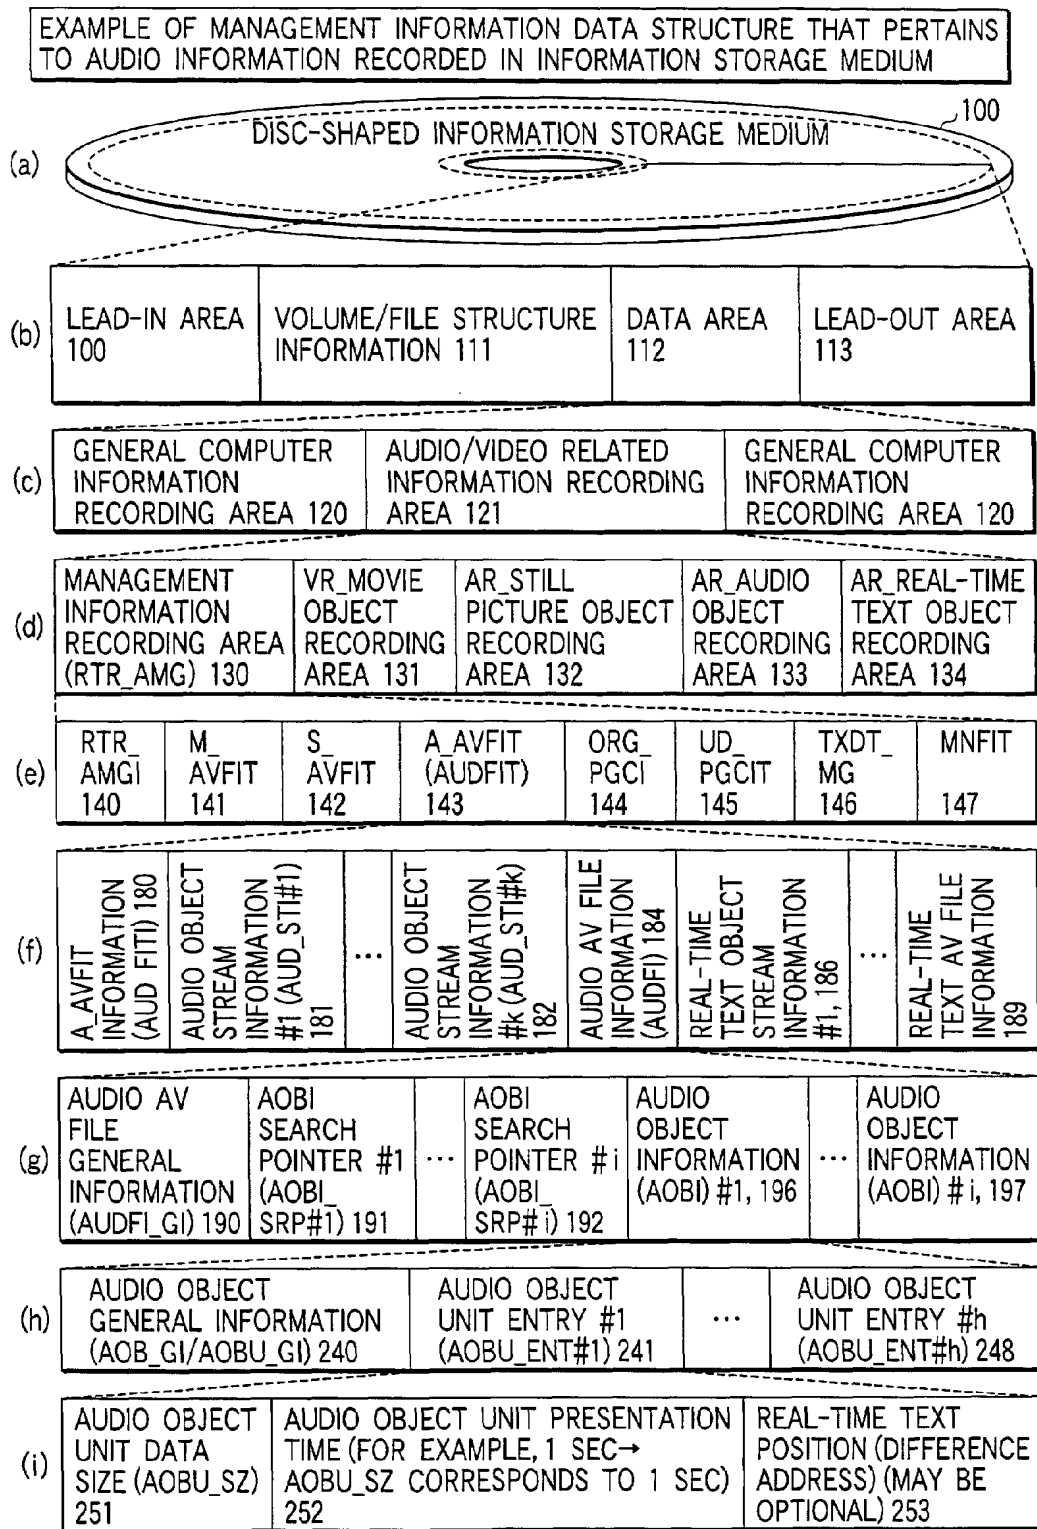 EXAMPLE OF MANAGEMENT INFORMATION DATA STRUCTURE THAT PERTAINS
TO AUDIO INFORMATION RECORDED IN INFORMATION STORAGE MEDIUM
100
DISC-SHAPED INFORMATION STORAGE MEDIUM
(a)
(b)
LEAD-IN AREA
100
VOLUME/FILE STRUCTURE
INFORMATION 111
DATA AREA
112
LEAD-OUT AREA
113
(c)
GENERAL COMPUTER
INFORMATION
RECORDING AREA 120
AUDIO/VIDEO RELATED
INFORMATION RECORDING
AREA 121
GENERAL COMPUTER
INFORMATION
RECORDING AREA 120
(d)
MANAGEMENT
INFORMATION
RECORDING AREA
(RTR_AMG) 130
VR_MOVIE
OBJECT
RECORDING
AREA 131
AR_STILL
PICTURE OBJECT
RECORDING
AREA 132
AR_AUDIO
OBJECT
RECORDING
AREA 133
AR_REAL-TIME
TEXT OBJECT
RECORDING
AREA 134
(e)
RTR_
AMGI
140
M_
AVFIT
141
S_
AVFIT
142
A_AVFIT
(AUDFIT)
143
ORG_
PGCI
144
UD_
PGCIT
145
TXDT_
MG
146
MNFIT
147
(f)
A_AVFIT
INFORMATION
(AUD FITI) 180
AUDIO OBJECT
STREAM
INFORMATION
#1 (AUD_STI#1)
181
...
AUDIO OBJECT
STREAM
INFORMATION
#k (AUD_STI#k)
182
AUDIO AV FILE
INFORMATION
(AUDFI) 184
REAL-TIME
TEXT OBJECT
STREAM
INFORMATION
#1, 186
...
REAL-TIME
TEXT AV FILE
INFORMATION
189
(g)
AUDIO AV
FILE
GENERAL
INFORMATION
(AUDFI_GI) 190
AOBI
SEARCH
POINTER #1
(AOBI_
SRP#1) 191
...
AOBI
SEARCH
POINTER #i
(AOBI_
SRP#i) 192
AUDIO
OBJECT
INFORMATION
(AOBI) #1, 196
...
AUDIO
OBJECT
INFORMATION
(AOBI) #i, 197
(h)
AUDIO OBJECT
GENERAL INFORMATION
(AOB_GI/AOBU_GI) 240
AUDIO OBJECT
UNIT ENTRY #1
(AOBU_ENT#1) 241
...
AUDIO OBJECT
UNIT ENTRY #h
(AOBU_ENT#h) 248
(i)
AUDIO OBJECT
UNIT DATA
SIZE (AOBU_SZ)
251
AUDIO OBJECT UNIT PRESENTATION
TIME (FOR EXAMPLE, 1 SEC→
AOBU_SZ CORRESPONDS TO 1 SEC)
252
REAL-TIME TEXT
POSITION (DIFFERENCE
ADDRESS) (MAY BE
OPTIONAL) 253